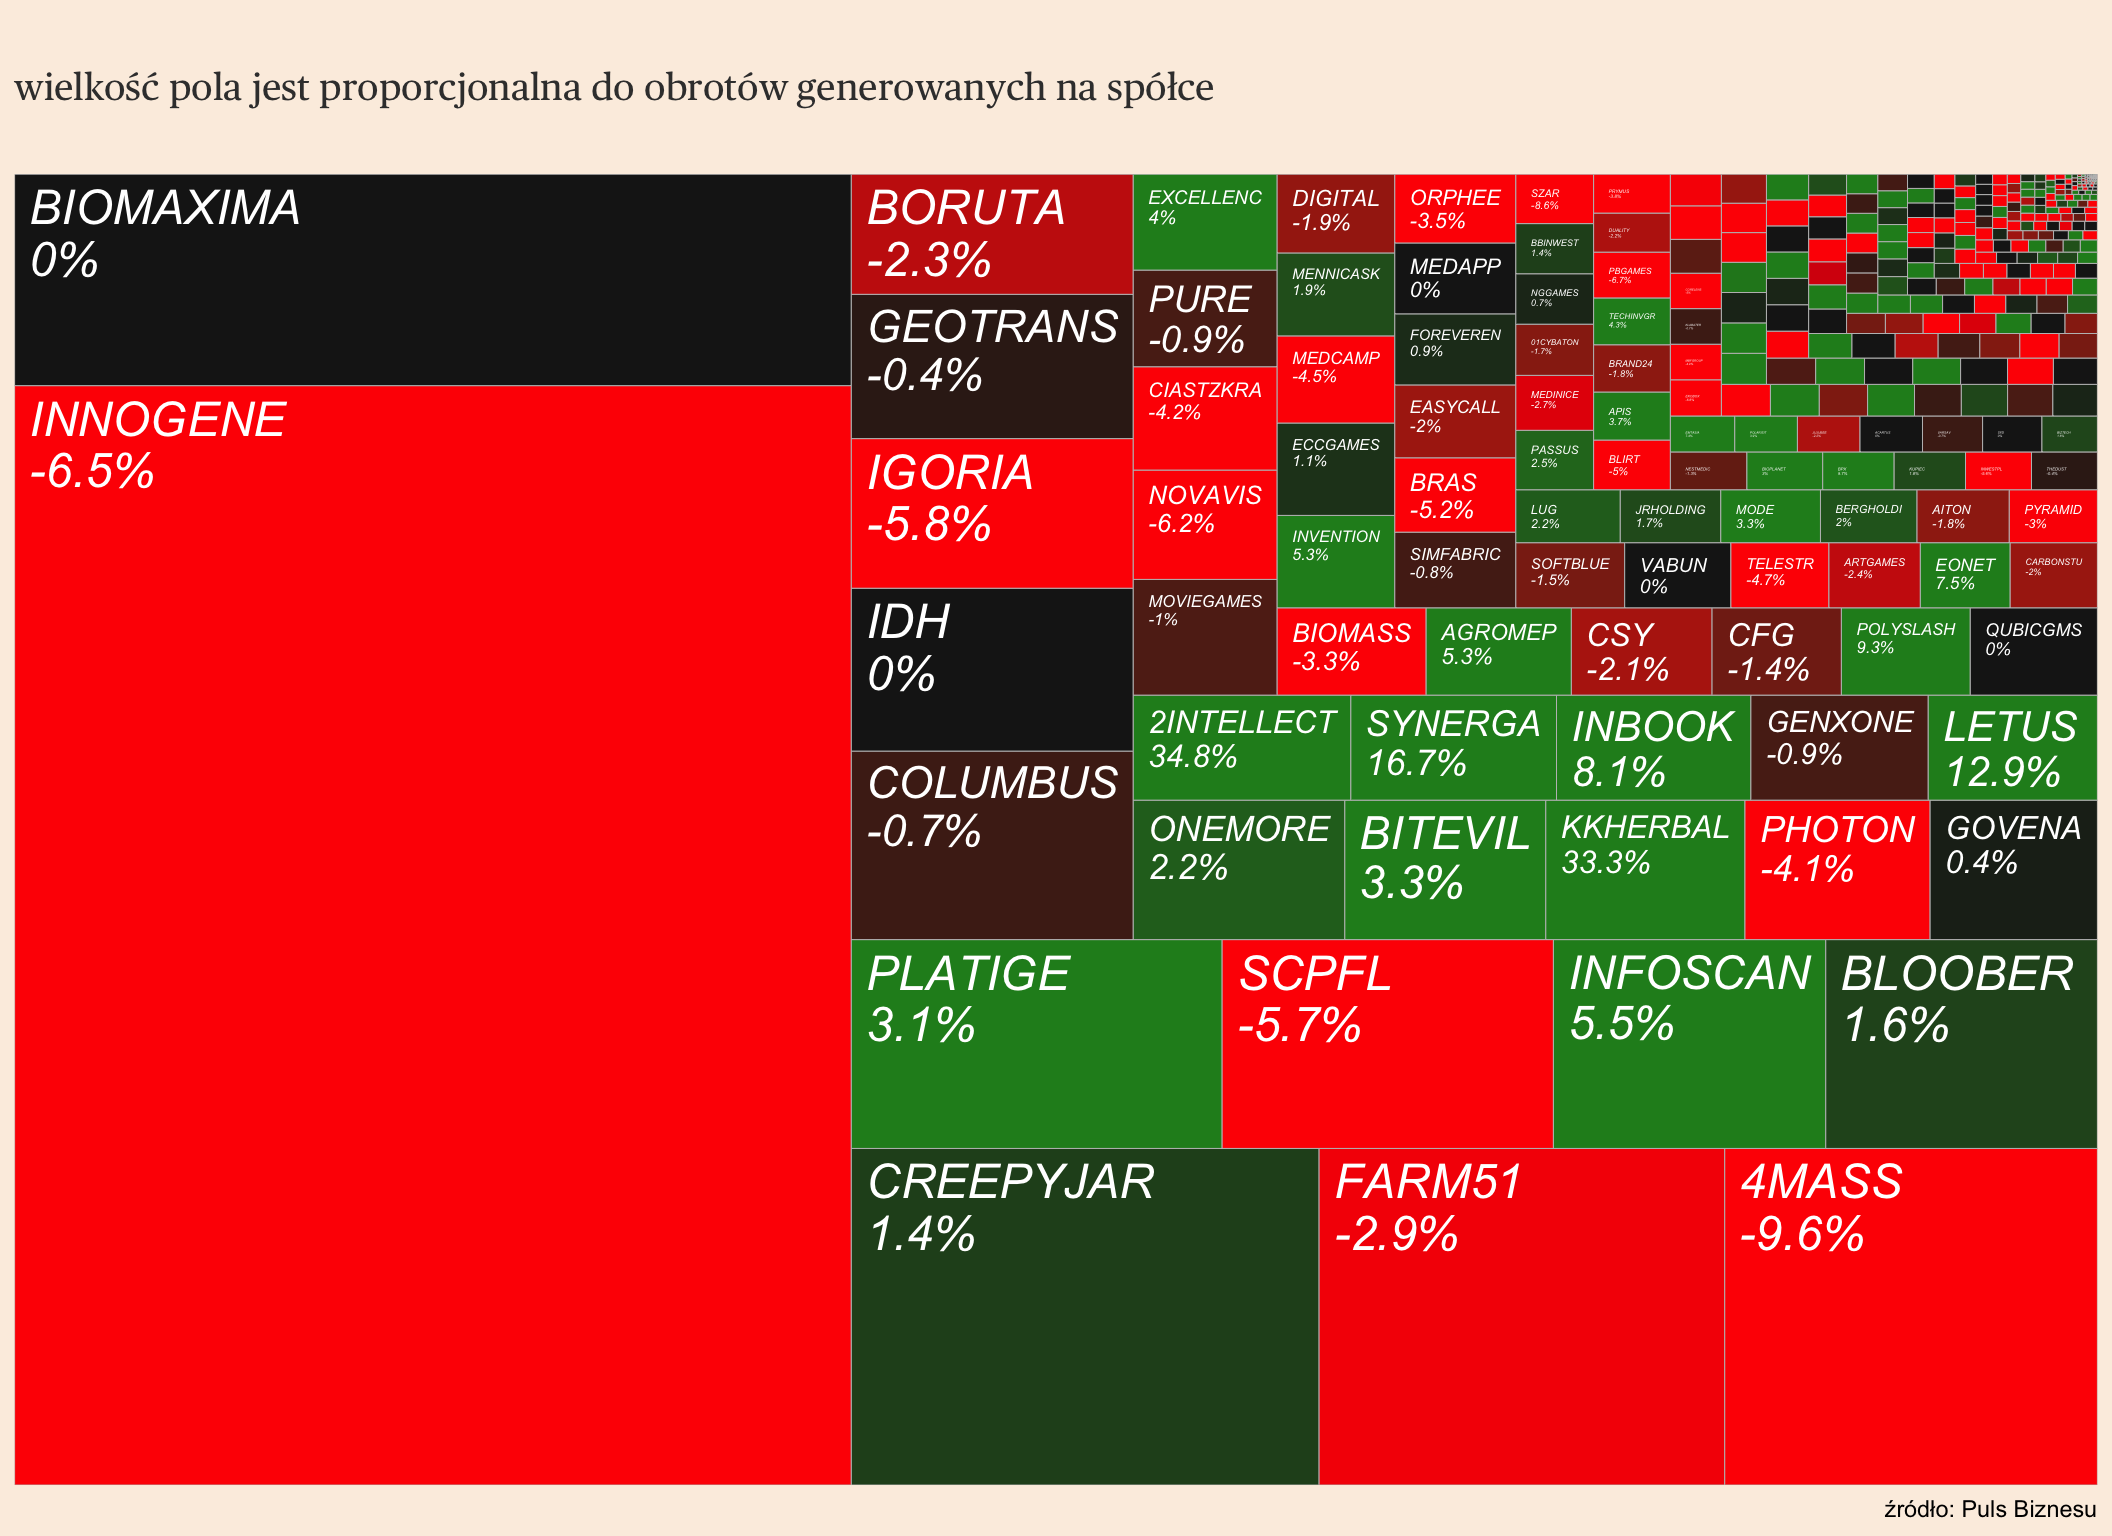 wielkość pola jest proporcjonalna do obrotów generowanych na spółce
BIOMAXIMA
0%
INNOGENE
-6.5%
BORUTA
-2.3%
GEOTRANS
-0.4%
IGORIA
-5.8%
IDH
0%
COLUMBUS
-0.7%
EXCELLENC
4%
PURE
-0.9%
CIASTZKRA
-4.2%
NOVAVIS
-6.2%
MOVIEGAMES
-1%
DIGITAL
-1.9%
MENNICASK
1.9%
MEDCAMP
-4.5%
ECCGAMES
1.1%
INVENTION
5.3%
ORPHEE
-3.5%
MEDAPP
0%
FOREVEREN
0.9%
EASYCALL
-2%
BRAS
-5.2%
SIMFABRIC
-0.8%
SZAR
-8.6%
BBINWEST
1.4%
NGGAMES
0.7%
01CYBATON
-1.7%
MEDINICE
-2.7%
PASSUS
2.5%
PRYMUS
DUALITY
-2.2%
PBGAMES
-6.7%
TECHINVGR
4.3%
BRAND24
-1.8%
APIS
3.7%
BLIRT
-5%
NESTMEDIC
BIOPLANET
THEDUST
LUG
2.2%
JRHOLDING
1.7%
MODE
3.3%
BERGHOLDI
2%
AITON
-1.8%
PYRAMID
-3%
SOFTBLUE
-1.5%
VABUN
0%
TELESTR
-4.7%
ARTGAMES
-2.4%
EONET
7.5%
CARBONSTU
-2%
BIOMASS
-3.3%
AGROMEP
5.3%
CSY
-2.1%
CFG
-1.4%
POLYSLASH
9.3%
QUBICGMS
0%
2INTELLECT
34.8%
SYNERGA
16.7%
INBOOK
8.1%
GENXONE
-0.9%
LETUS
12.9%
ONEMORE
2.2%
BITEVIL
3.3%
KKHERBAL
33.3%
PHOTON
-4.1%
GOVENA
0.4%
PLATIGE
3.1%
SCPFL
-5.7%
INFOSCAN
5.5%
BLOOBER
1.6%
CREEPYJAR
1.4%
FARM51
-2.9%
4MASS
-9.6%
źródło: Puls Biznesu